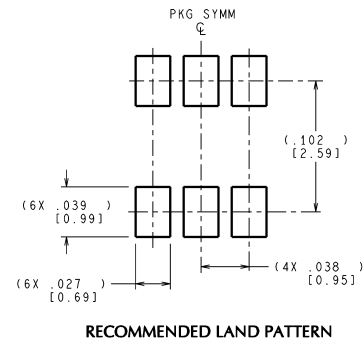 PKG SYMM
℄
(.102 )
[2.59]
(6X .039 )
[0.99]
(4X .038 )
[0.95]
(6X .027 )
[0.69]
RECOMMENDED LAND PATTERN